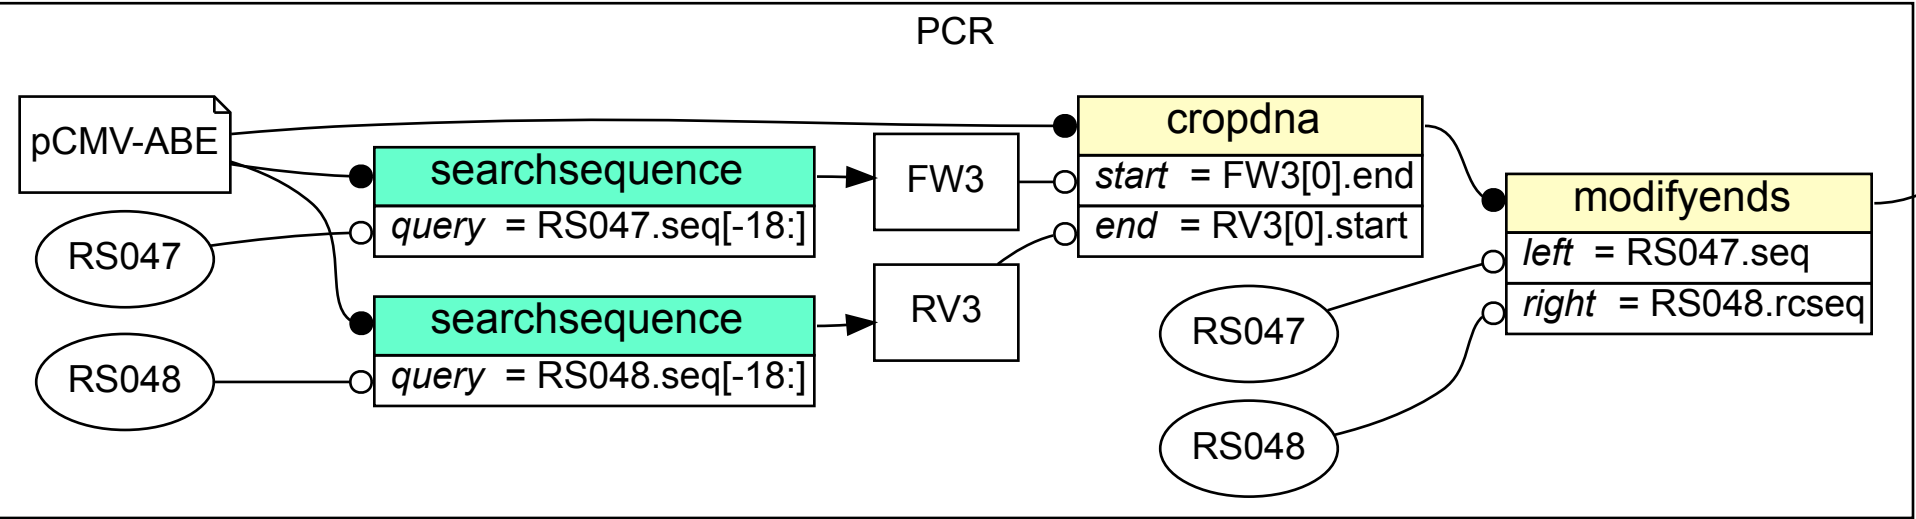 PCR
pCMV-ABE
RS047
RS048
searchsequence
query = RS047.seq[-18:]
searchsequence
query = RS048.seq[-18:]
FW3
RV3
cropdna
start = FW3[0].end
end = RV3[0].start
RS047
RS048
modifyends
left = RS047.seq
right = RS048.rcseq